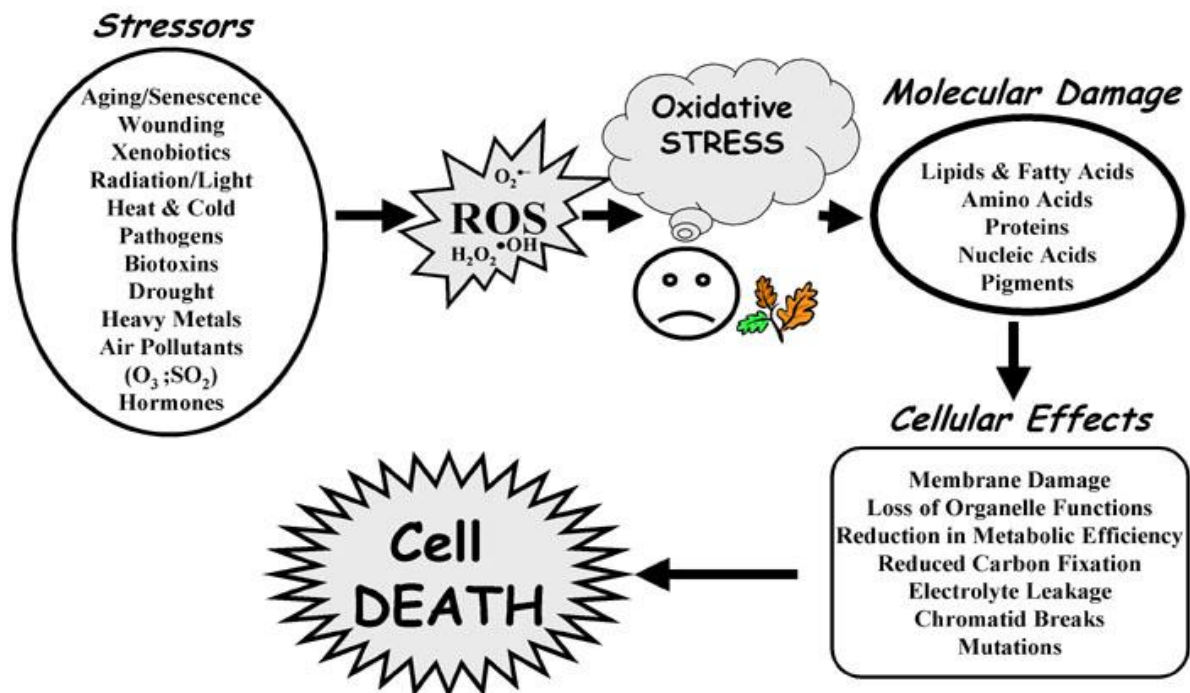 Stressors
Aging/Senescence
Wounding
Xenobiotics
Radiation/Light
Heat & Cold
Pathogens
Biotoxins
Drought
Heavy Metals
Air Pollutants
(O₃ ;SO₂)
Hormones
O₂•−
ROS
H₂O₂ •OH
Oxidative
STRESS
Molecular Damage
Lipids & Fatty Acids
Amino Acids
Proteins
Nucleic Acids
Pigments
Cellular Effects
Membrane Damage
Loss of Organelle Functions
Reduction in Metabolic Efficiency
Reduced Carbon Fixation
Electrolyte Leakage
Chromatid Breaks
Mutations
Cell
DEATH